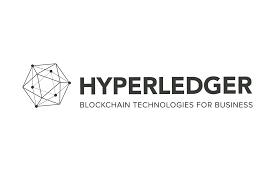 HYPERLEDGER
BLOCKCHAIN TECHNOLOGIES FOR BUSINESS